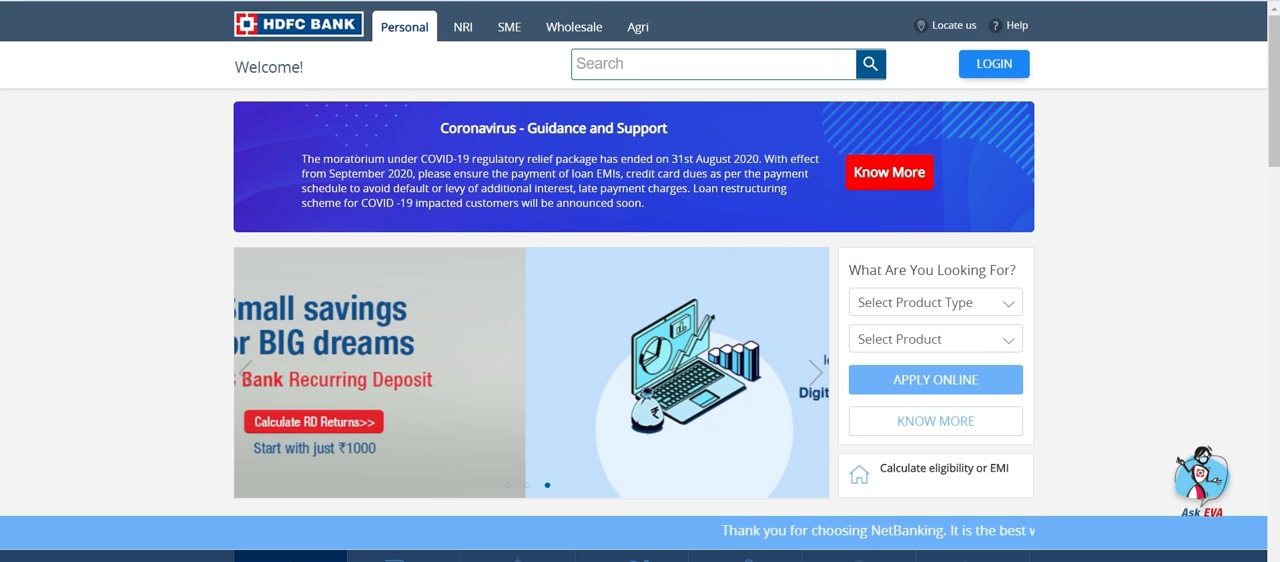 HDFC BANK
Personal
NRI
SME
Wholesale
Agri
Locate us
? Help
Welcome!
Search
LOGIN
Coronavirus - Guidance and Support
The moratorium under COVID-19 regulatory relief package has ended on 31st August 2020. With effect
from September 2020, please ensure the payment of loan EMIs, credit card dues as per the payment
schedule to avoid default or levy of additional interest, late payment charges. Loan restructuring
scheme for COVID -19 impacted customers will be announced soon.
Know More
mall savings
r BIG dreams
Bank Recurring Deposit
Calculate RD Returns>>
Start with just ₹1000
₹
Digit
What Are You Looking For?
Select Product Type
Select Product
APPLY ONLINE
KNOW MORE
Calculate eligibility or EMI
Ask EVA
Thank you for choosing NetBanking. It is the best